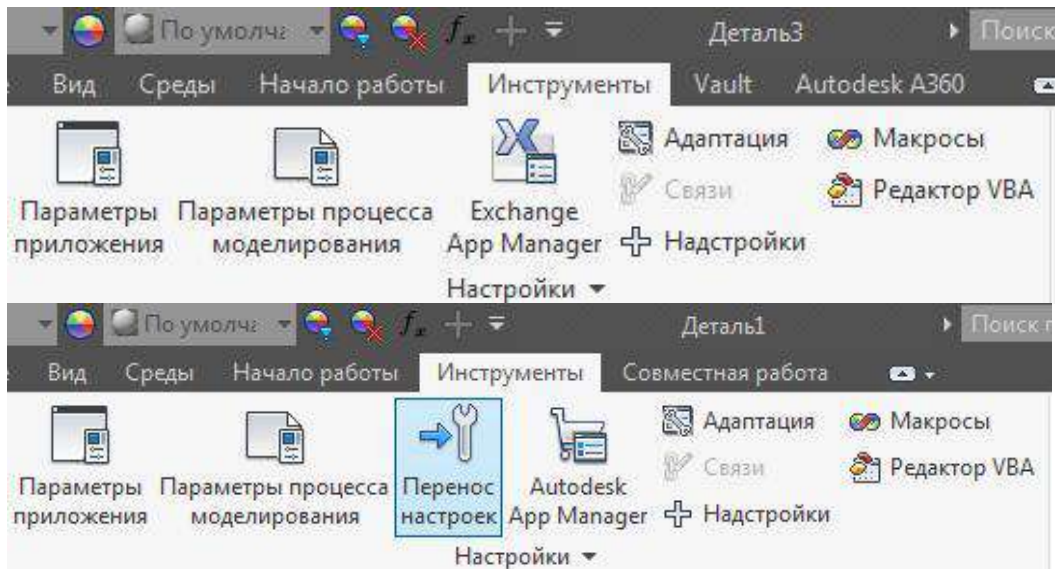 По умолча fx Деталь3 Поиск
Вид Среды Начало работы Инструменты Vault Autodesk A360
Адаптация Макросы
Связи Редактор VBA
Параметры приложения Параметры процесса моделирования Exchange App Manager Надстройки
Настройки
По умолча fx Деталь1 Поиск п
Вид Среды Начало работы Инструменты Совместная работа
Адаптация Макросы
Связи Редактор VBA
Параметры приложения Параметры процесса моделирования Перенос настроек Autodesk App Manager Надстройки
Настройки